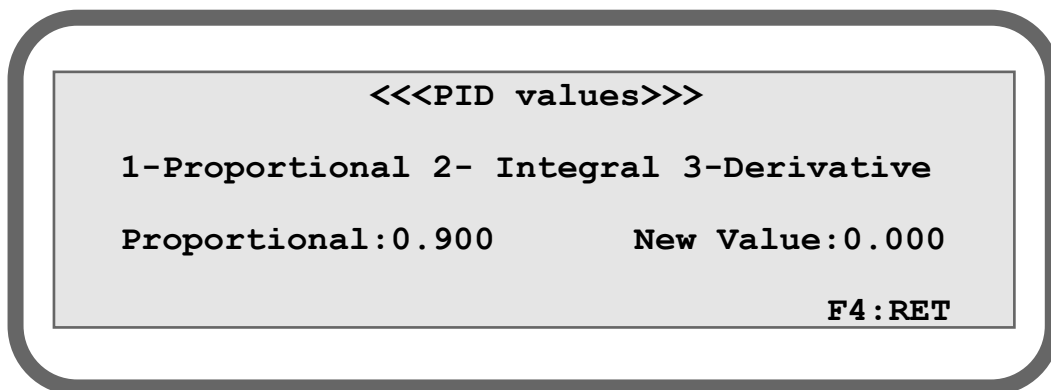 <<<PID values>>>
1-Proportional 2- Integral 3-Derivative
Proportional:0.900 New Value:0.000
F4:RET